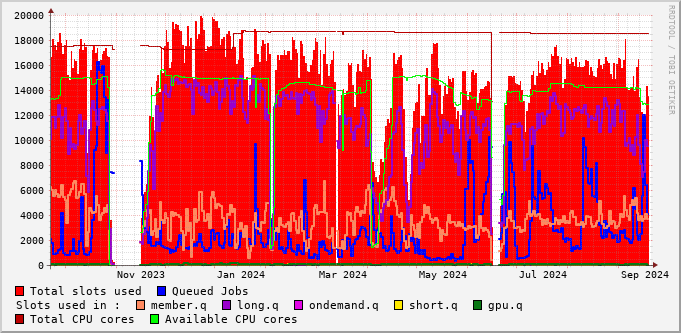 20000
18000
16000
14000
12000
10000
8000
6000
4000
2000
0
Nov 2023 Jan 2024 Mar 2024 May 2024 Jul 2024 Sep 2024
Total slots used Queued Jobs
Slots used in : member.q long.q ondemand.q short.q gpu.q
Total CPU cores Available CPU cores
RRDTOOL / TOBI OETIKER